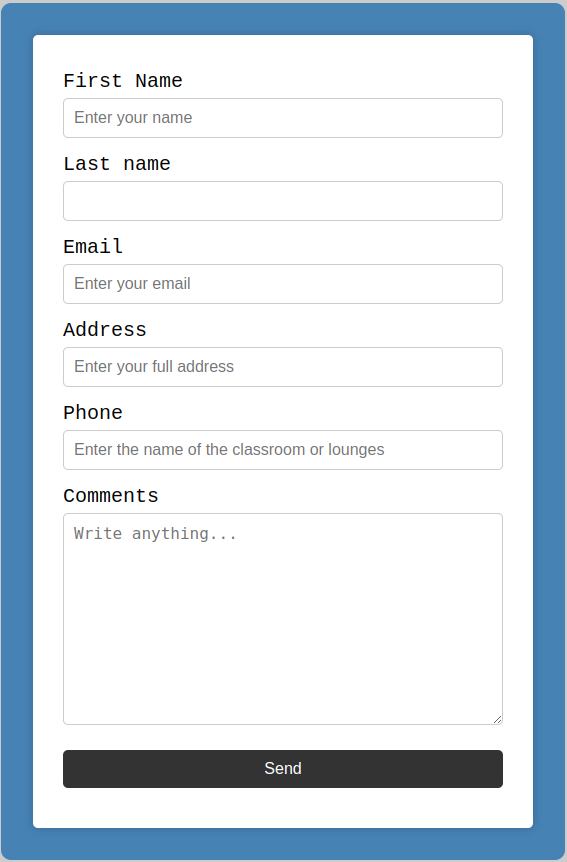 First Name
Enter your name
Last name
Email
Enter your email
Address
Enter your full address
Phone
Enter the name of the classroom or lounges
Comments
Write anything...
Send